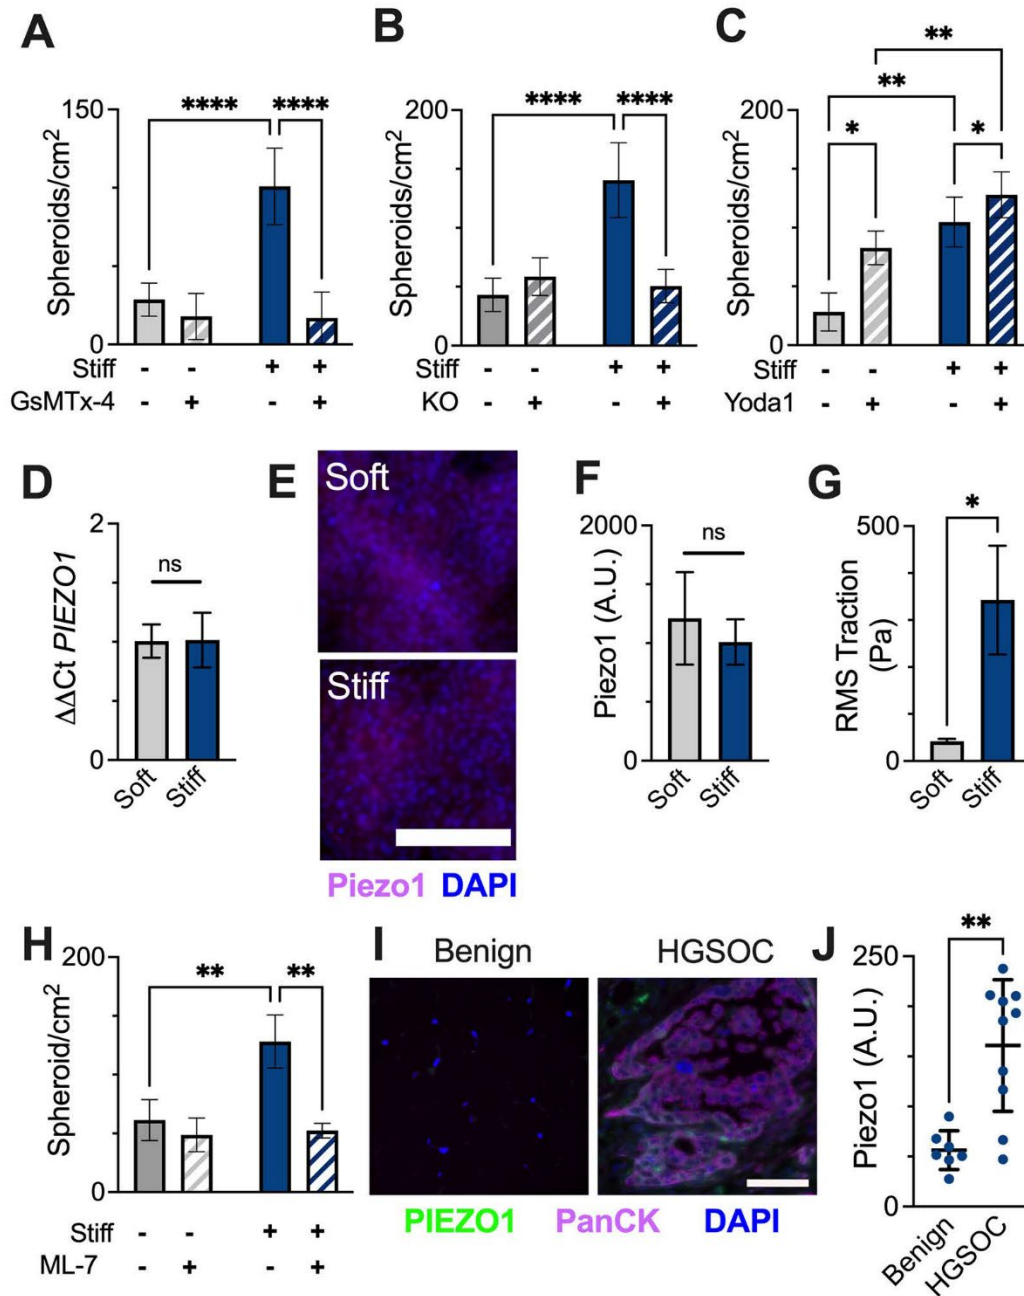 A
Spheroids/cm²
150
0
**** ****
Stiff - - + +
GsMTx-4 - + - +
B
Spheroids/cm²
200
0
**** ****
Stiff - - + +
KO - + - +
C
Spheroids/cm²
200
0
**
**
* *
Stiff - - + +
Yoda1 - + - +
D
ΔΔCt PIEZO1
2
0
ns
Soft Stiff
E
Soft
Stiff
Piezo1 DAPI
F
Piezo1 (A.U.)
2000
0
ns
Soft Stiff
G
RMS Traction
(Pa)
500
0
*
Soft Stiff
H
Spheroid/cm²
200
0
** **
Stiff - - + +
ML-7 - + - +
I
Benign HGSOC
PIEZO1 PanCK DAPI
J
Piezo1 (A.U.)
250
0
**
Benign HGSOC